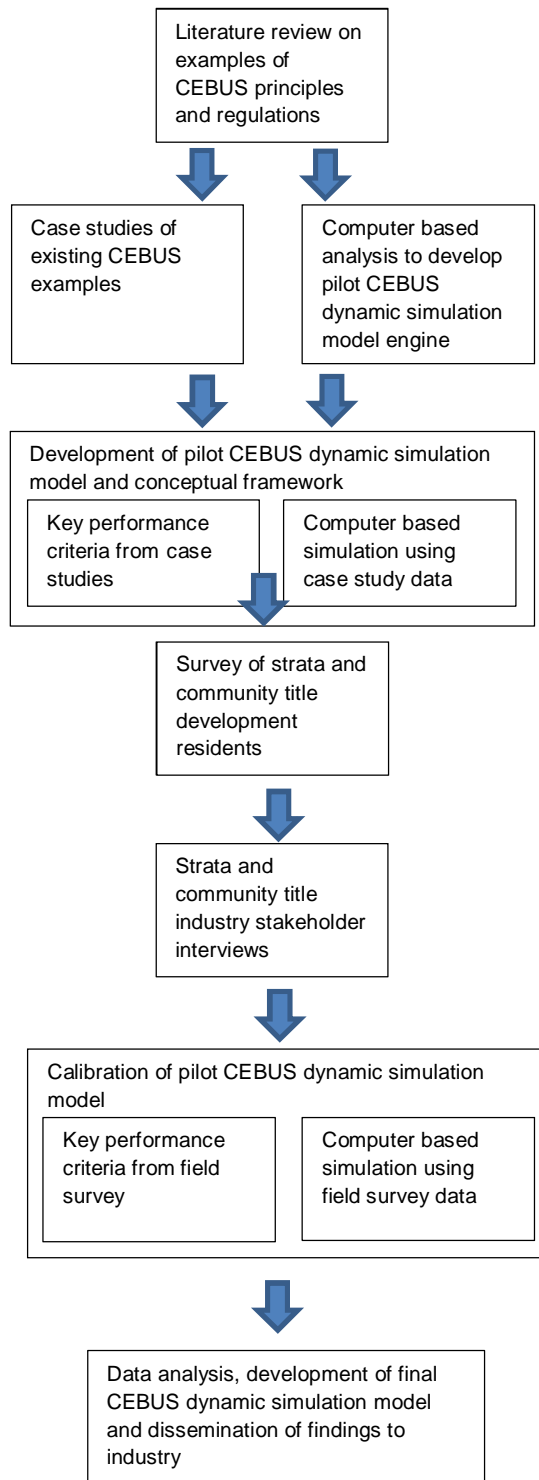 Literature review on
examples of
CEBUS principles
and regulations
Case studies of
existing CEBUS
examples
Computer based
analysis to develop
pilot CEBUS
dynamic simulation
model engine
Development of pilot CEBUS dynamic simulation
model and conceptual framework
Key performance
criteria from case
studies
Computer based
simulation using
case study data
Survey of strata and
community title
development
residents
Strata and
community title
industry stakeholder
interviews
Calibration of pilot CEBUS dynamic simulation
model
Key performance
criteria from field
survey
Computer based
simulation using
field survey data
Data analysis, development of final
CEBUS dynamic simulation model
and dissemination of findings to
industry